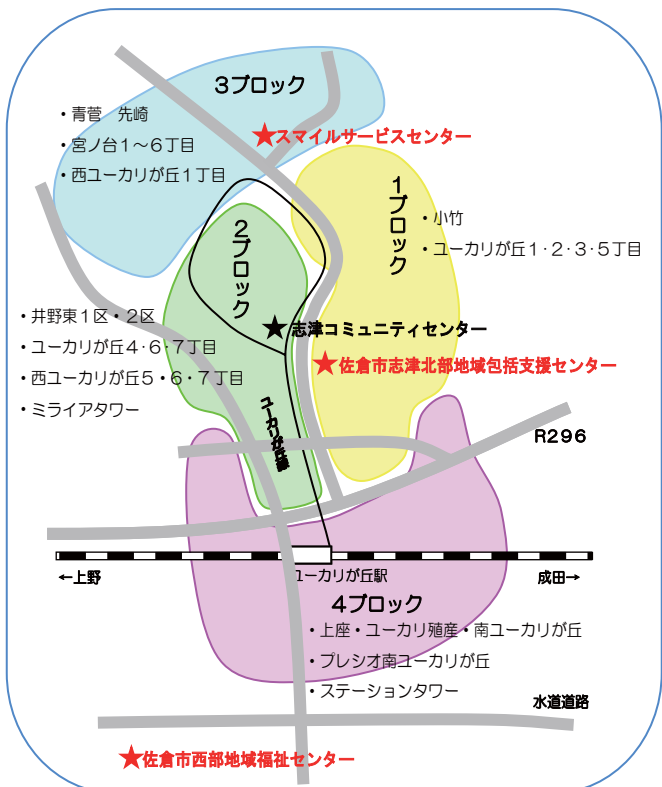 3ブロック
・青菅　先崎
・宮ノ台1～6丁目
・西ユーカリが丘1丁目
★スマイルサービスセンター
1ブロック
・小竹
・ユーカリが丘1・2・3・5丁目
2ブロック
・井野東1区・2区
・ユーカリが丘4・6・7丁目
・西ユーカリが丘5・6・7丁目
・ミライアタワー
★志津コミュニティセンター
★佐倉市志津北部地域包括支援センター
ユーカリが丘線
R296
←上野
ユーカリが丘駅
成田→
4ブロック
・上座・ユーカリ殖産・南ユーカリが丘
・プレシオ南ユーカリが丘
・ステーションタワー
水道道路
★佐倉市西部地域福祉センター